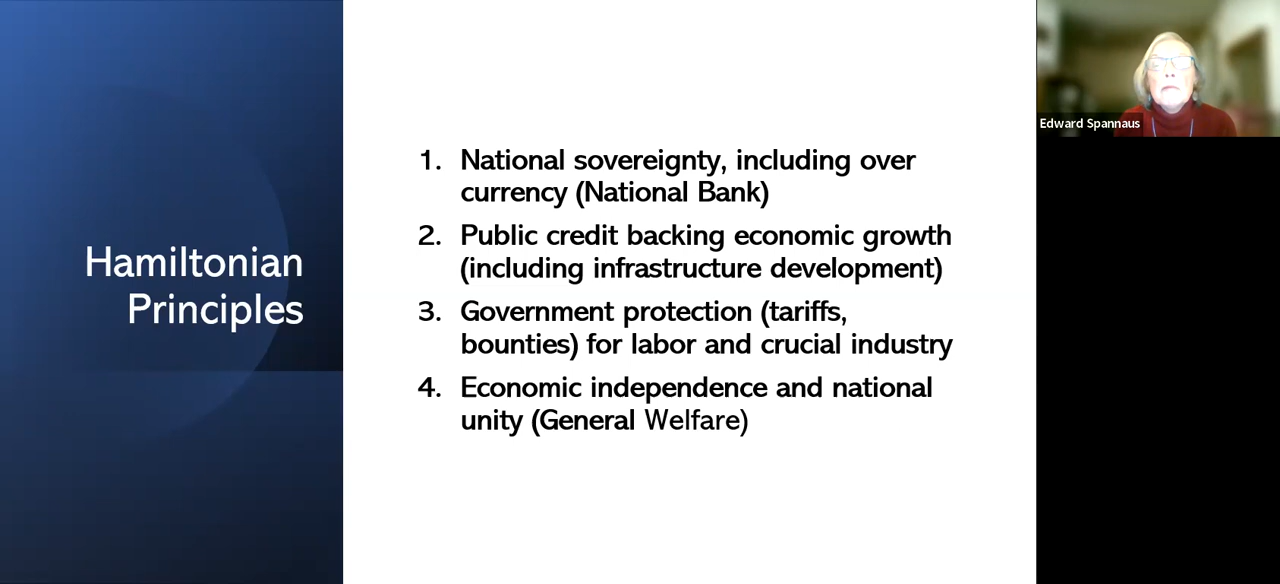 Hamiltonian
Principles
1. National sovereignty, including over
currency (National Bank)
2. Public credit backing economic growth
(including infrastructure development)
3. Government protection (tariffs,
bounties) for labor and crucial industry
4. Economic independence and national
unity (General Welfare)
Edward Spannaus